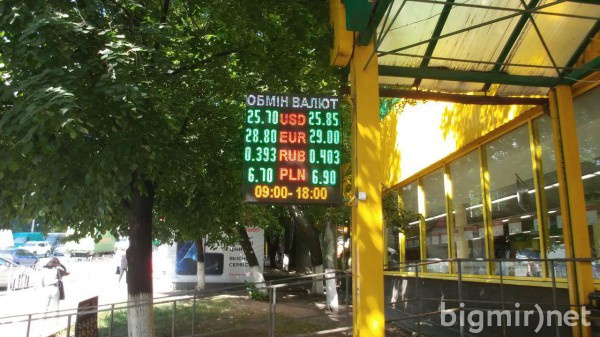 ОБМІН ВАЛЮТ
25.70 USD 25.85
28.80 EUR 29.00
0.393 RUB 0.403
6.70 PLN 6.90
09:00-18:00
СЕРВІС
bigmir)net